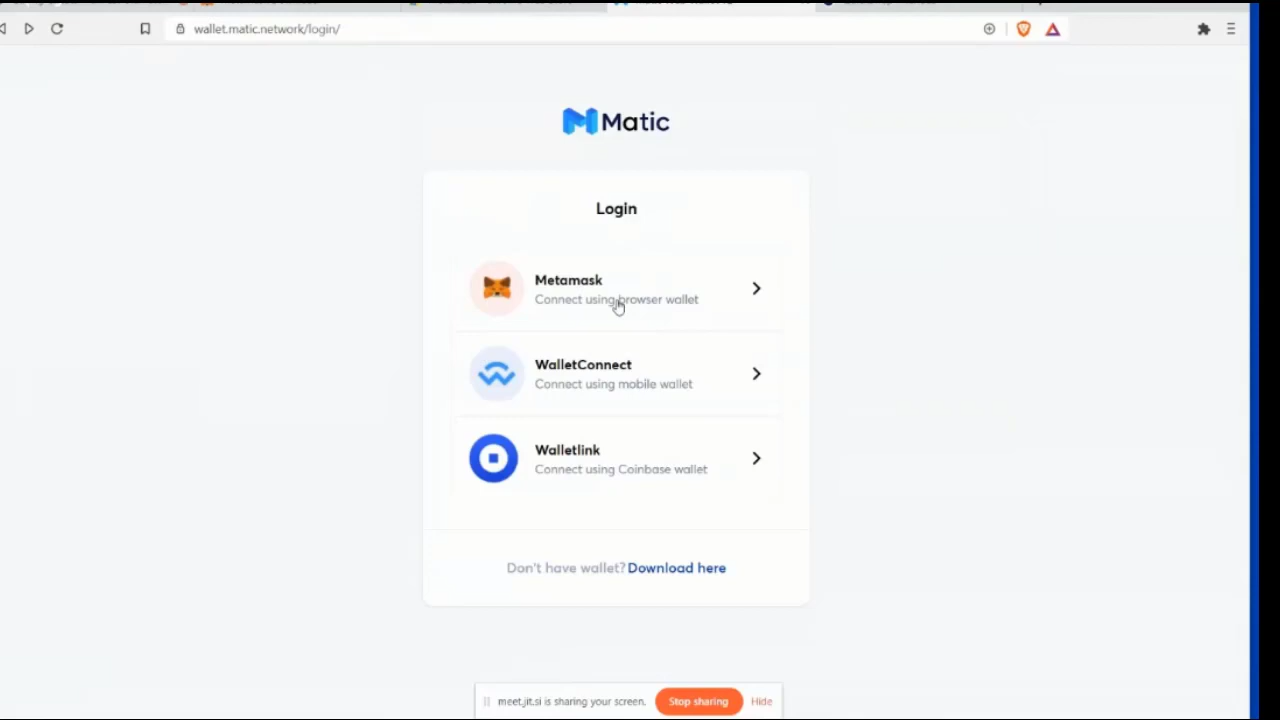 wallet.matic.network/login/
Matic
Login
Metamask
Connect using browser wallet
WalletConnect
Connect using mobile wallet
Walletlink
Connect using Coinbase wallet
Don't have wallet? Download here
meet.jit.si is sharing your screen. Stop sharing Hide